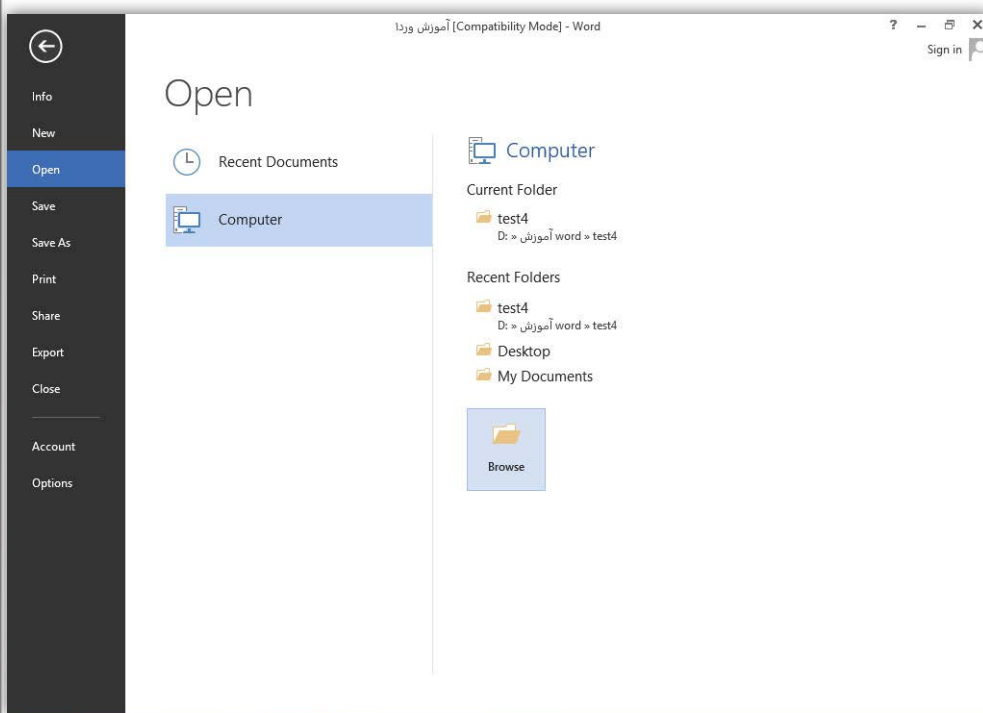 آموزش ورد۱ [Compatibility Mode] - Word
?
Sign in
Info
New
Open
Save
Save As
Print
Share
Export
Close
Account
Options
Open
Recent Documents
Computer
Computer
Current Folder
test4
D: » آموزش word » test4
Recent Folders
test4
D: » آموزش word » test4
Desktop
My Documents
Browse